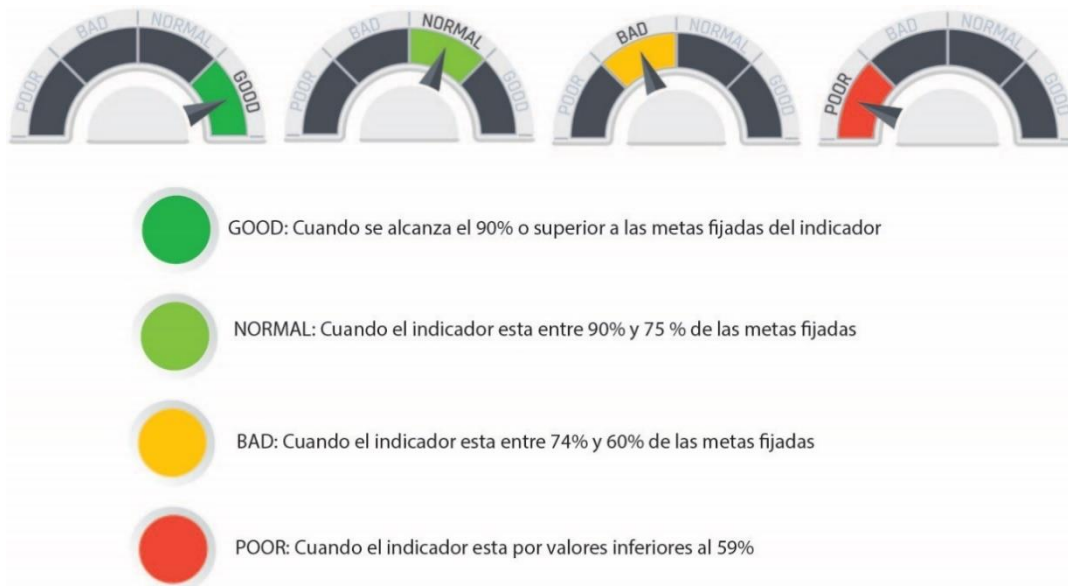 POOR BAD NORMAL GOOD
POOR BAD NORMAL GOOD
POOR BAD NORMAL GOOD
POOR BAD NORMAL GOOD
GOOD: Cuando se alcanza el 90% o superior a las metas fijadas del indicador
NORMAL: Cuando el indicador esta entre 90% y 75 % de las metas fijadas
BAD: Cuando el indicador esta entre 74% y 60% de las metas fijadas
POOR: Cuando el indicador esta por valores inferiores al 59%